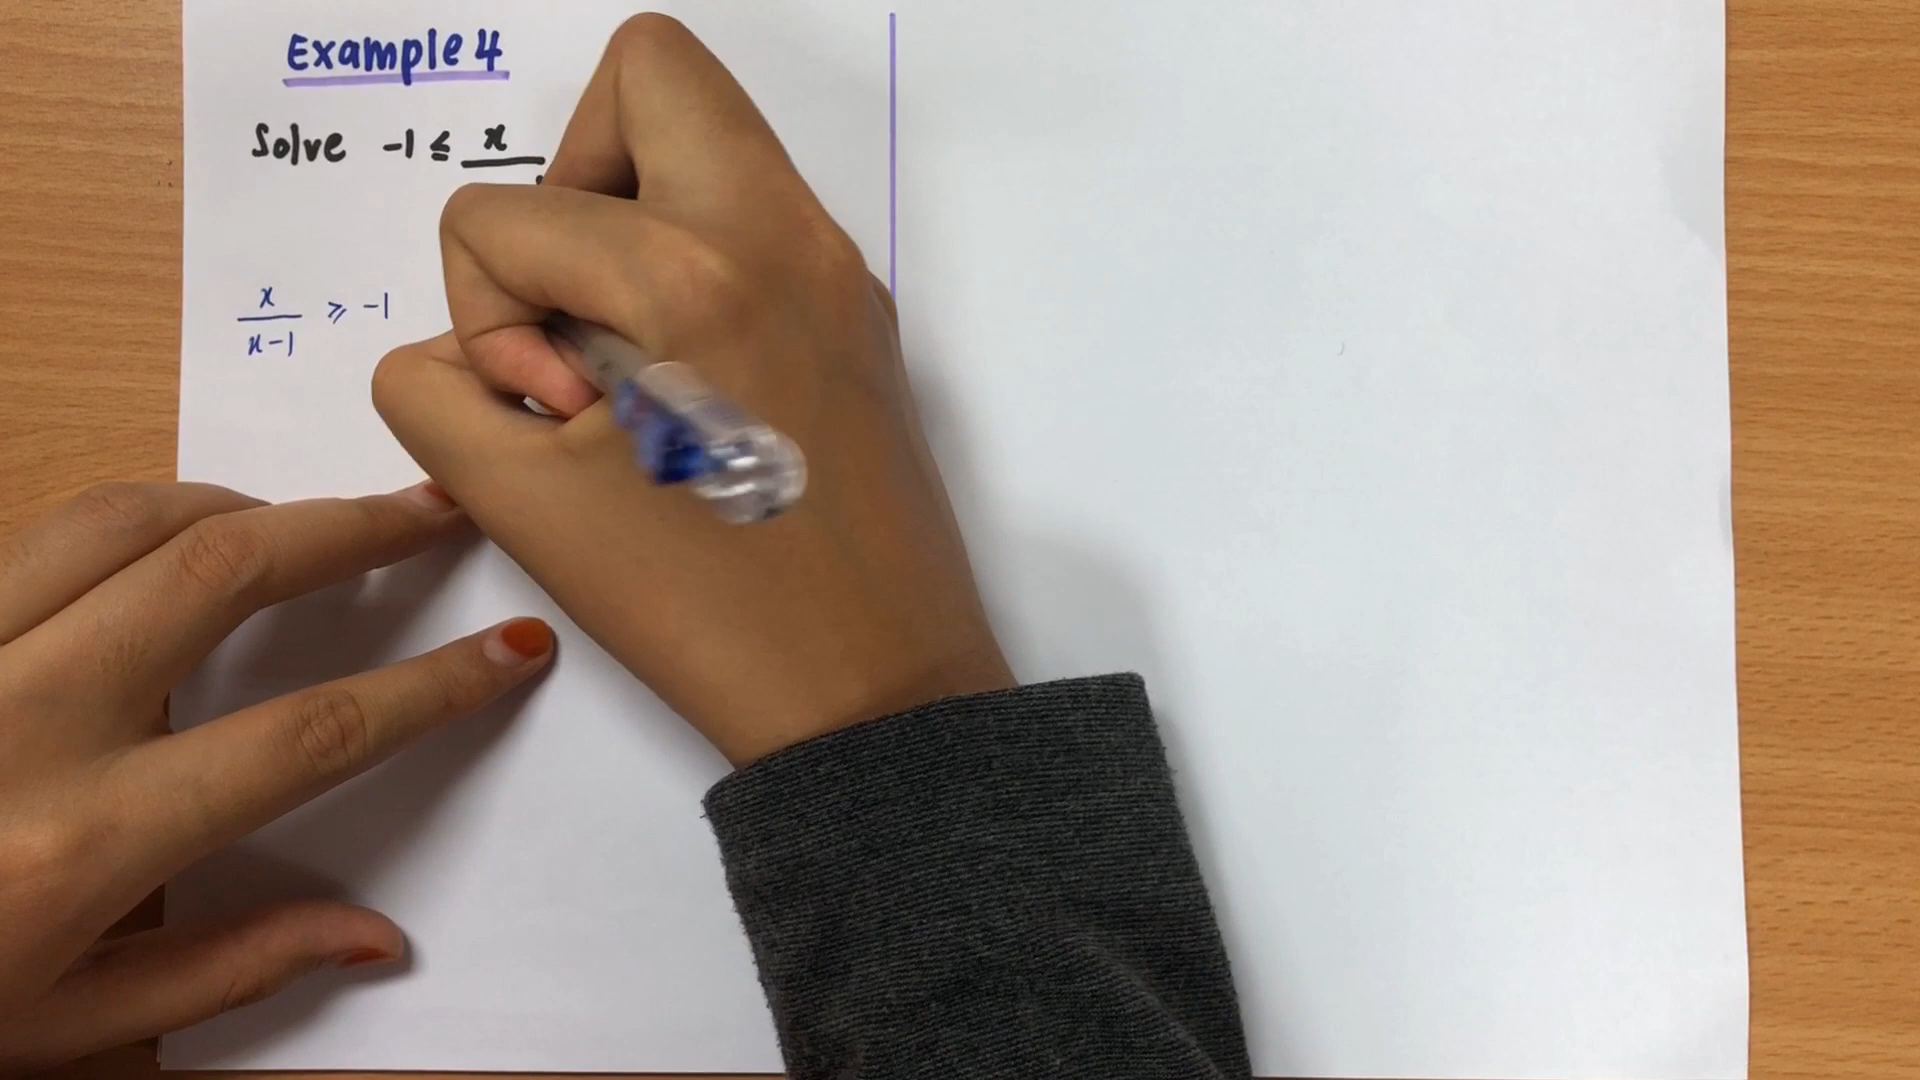 Example 4
Solve -1 ≤ x
x/x-1 ≥ -1